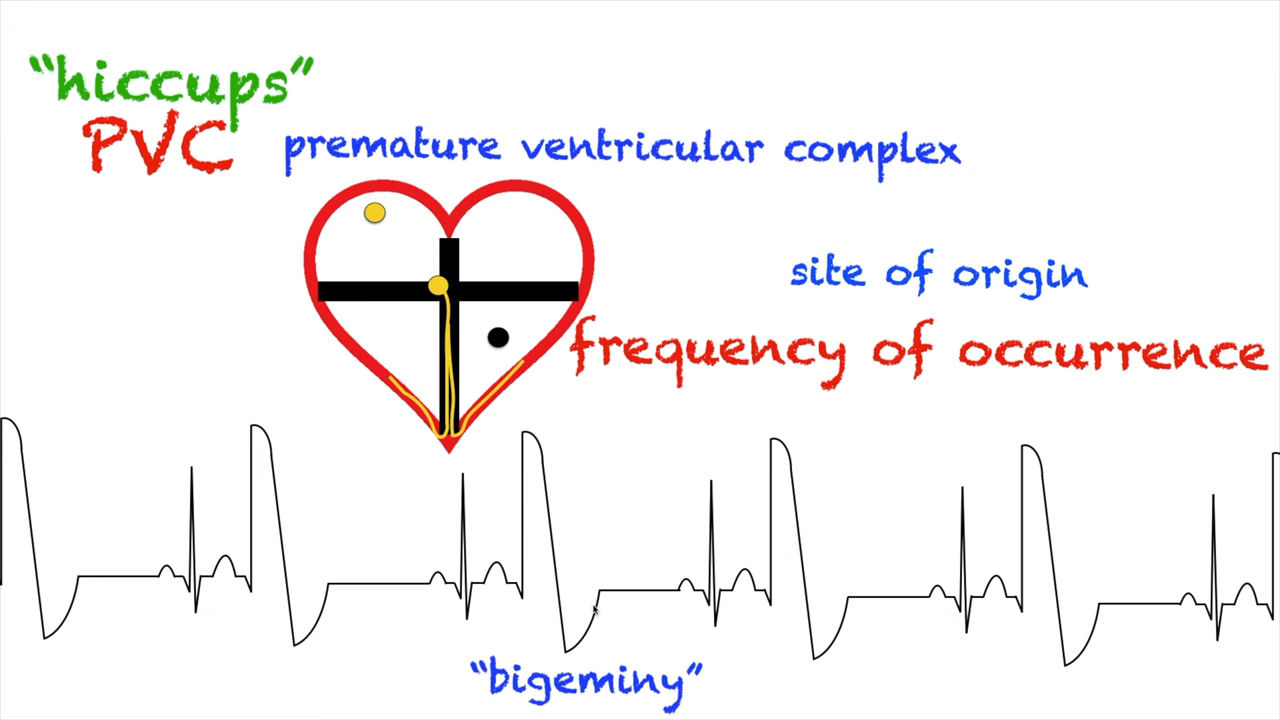 “hiccups”
PVC premature ventricular complex
site of origin
frequency of occurrence
“bigeminy”